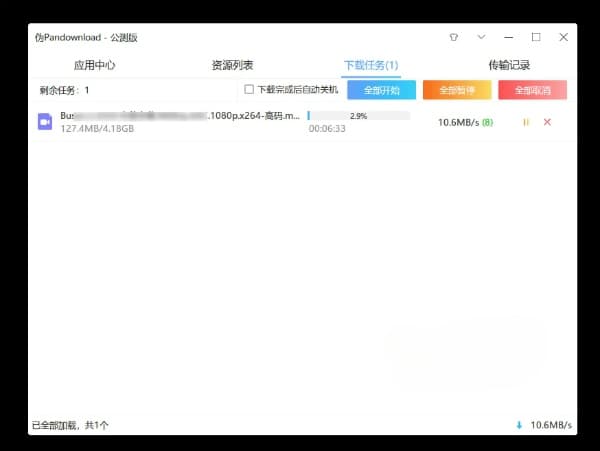 伪Pandownload - 公测版
应用中心 资源列表 下载任务(1) 传输记录
剩余任务：1 下载完成后自动关机 全部开始 全部暂停 全部取消
Bus .1080p.x264-高码.m... 2.9% 10.6MB/s (8)
127.4MB/4.18GB 00:06:33
已全部加载，共1个 10.6MB/s